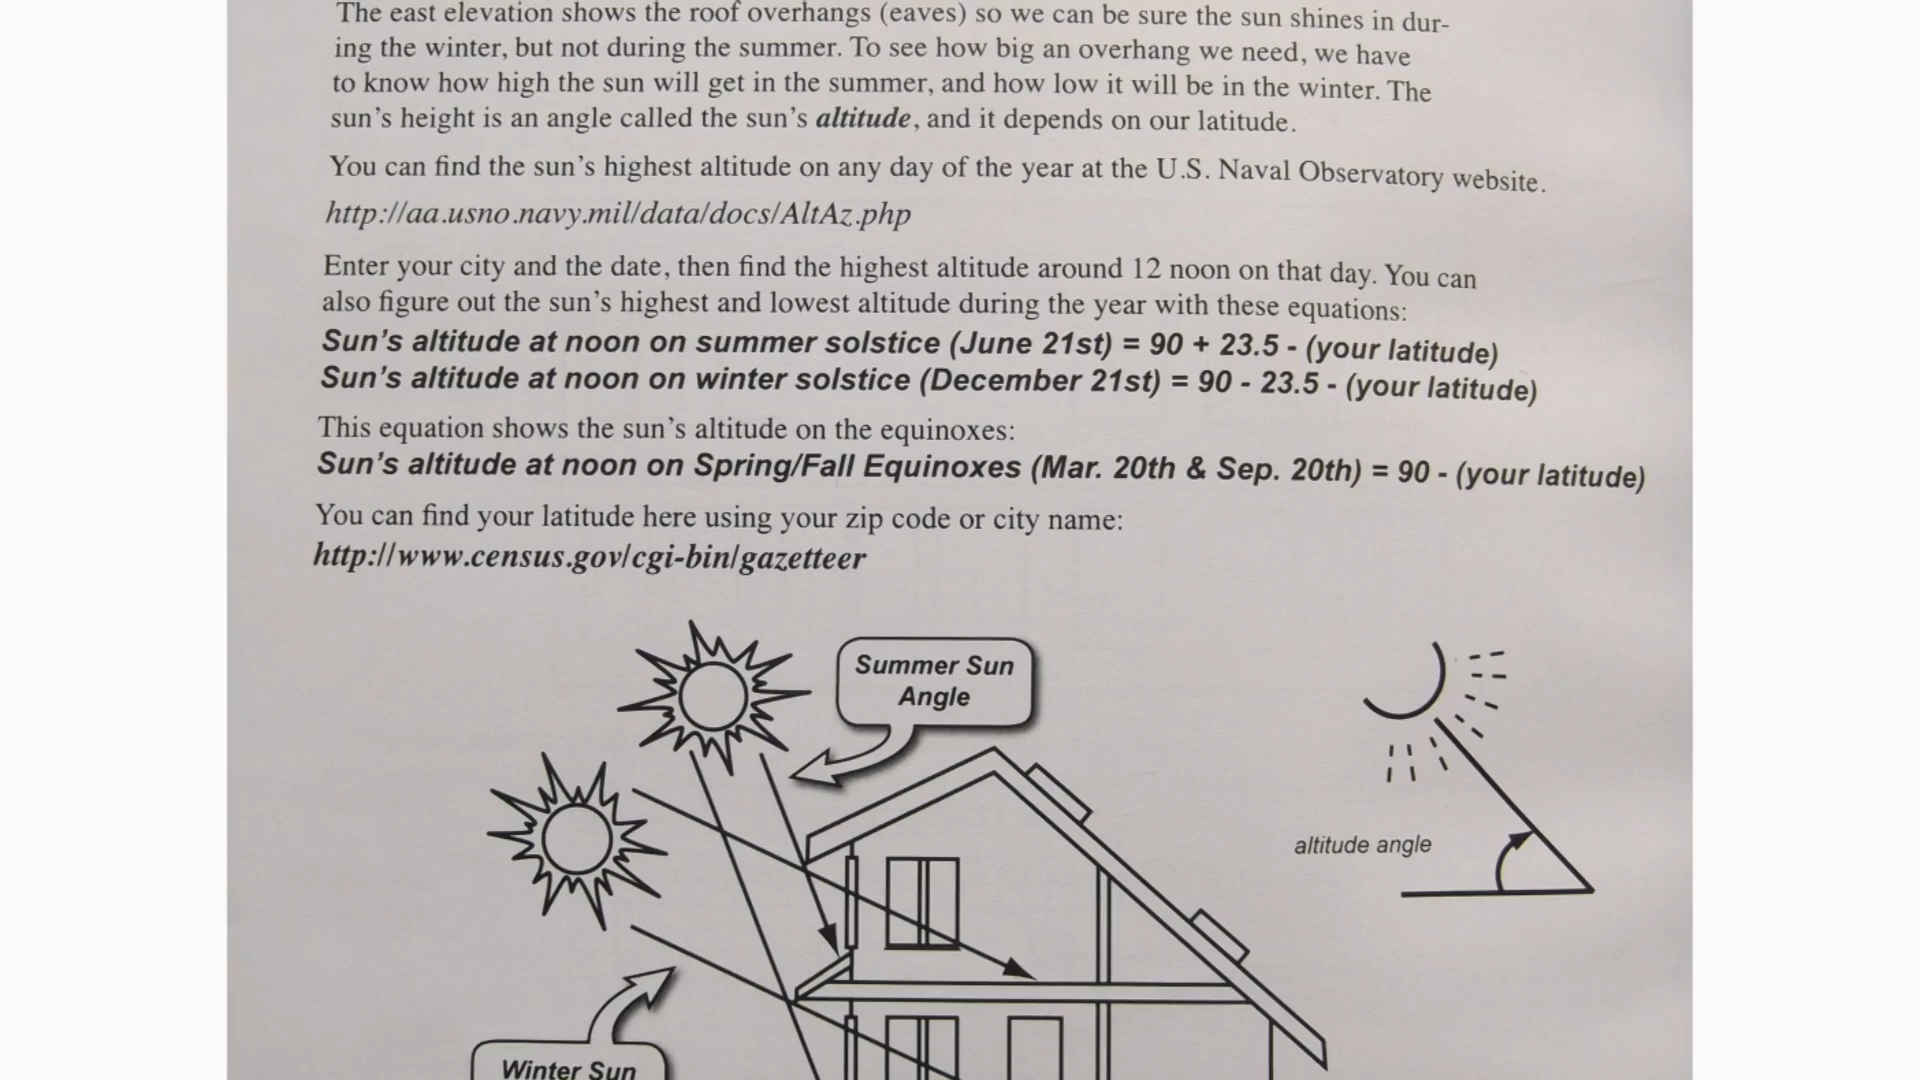 The east elevation shows the roof overhangs (eaves) so we can be sure the sun shines in dur-
ing the winter, but not during the summer. To see how big an overhang we need, we have
to know how high the sun will get in the summer, and how low it will be in the winter. The
sun's height is an angle called the sun's altitude, and it depends on our latitude.
You can find the sun's highest altitude on any day of the year at the U.S. Naval Observatory website.
http://aa.usno.navy.mil/data/docs/AltAz.php
Enter your city and the date, then find the highest altitude around 12 noon on that day. You can
also figure out the sun's highest and lowest altitude during the year with these equations:
Sun's altitude at noon on summer solstice (June 21st) = 90 + 23.5 - (your latitude)
Sun's altitude at noon on winter solstice (December 21st) = 90 - 23.5 - (your latitude)
This equation shows the sun's altitude on the equinoxes:
Sun's altitude at noon on Spring/Fall Equinoxes (Mar. 20th & Sep. 20th) = 90 - (your latitude)
You can find your latitude here using your zip code or city name:
http://www.census.gov/cgi-bin/gazetteer
Summer Sun
Angle
altitude angle
Winter Sun